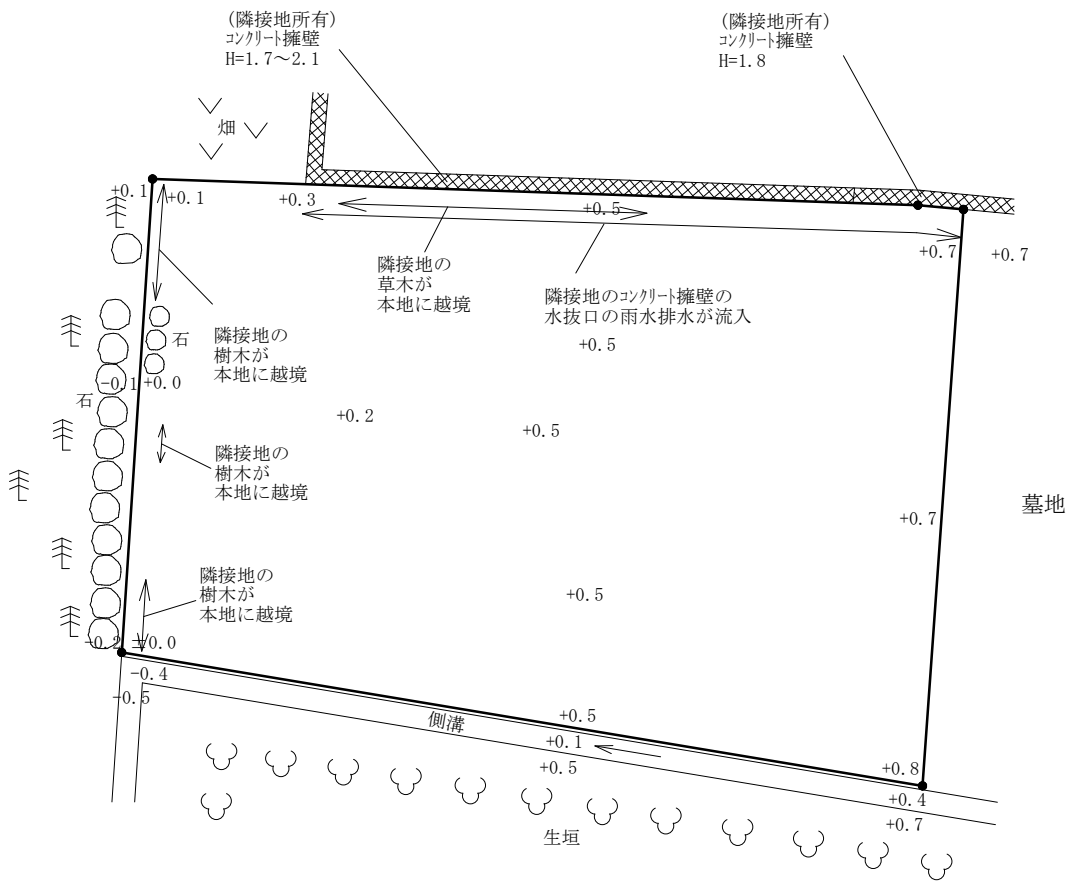 (隣接地所有)
コンクリート擁壁
H=1.7～2.1
(隣接地所有)
コンクリート擁壁
H=1.8
畑
+0.1
+0.1
+0.3
+0.5
+0.7
+0.7
隣接地の
草木が
本地に越境
隣接地のコンクリート擁壁の
水抜口の雨水排水が流入
隣接地の
樹木が
本地に越境
石
+0.5
-0.1
+0.0
石
+0.2
+0.5
隣接地の
樹木が
本地に越境
+0.7
墓地
隣接地の
樹木が
本地に越境
+0.5
-0.2
±0.0
-0.4
-0.5
側溝
+0.5
+0.1
+0.5
+0.8
+0.4
+0.7
生垣